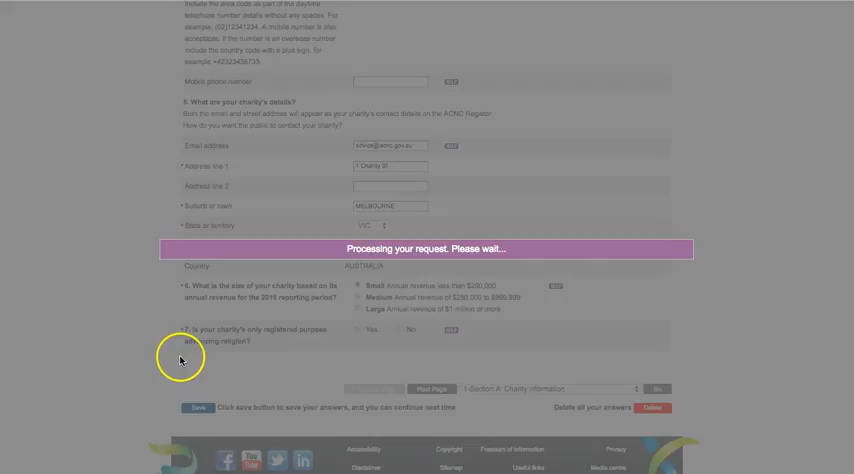 Include the area code as part of the daytime
telephone number details without any spaces. For
example, (02)12341234. A mobile number is also
acceptable. If the number is an overseas number
include the country code with a plus sign, for
example +42323456733.
Mobile phone number HELP
5. What are your charity's details?
Both the email and street address will appear as your charity's contact details on the ACNC Register.
How do you want the public to contact your charity?
Email address advice@acnc.gov.au HELP
* Address line 1 1 Charity St
Address line 2
* Suburb or town MELBOURNE
* State or territory VIC
Processing your request. Please wait...
Country AUSTRALIA
* 6. What is the size of your charity based on its
annual revenue for the 2016 reporting period?
Small Annual revenue less than $250,000 HELP
Medium Annual revenue of $250,000 to $999,999
Large Annual revenue of $1 million or more
* 7. Is your charity's only registered purpose
advancing religion?
Yes No HELP
Next Page 1-Section A: Charity information Go
Save Click save button to save your answers, and you can continue next time Delete all your answers Delete
You Tube
Accessibility Copyright Freedom of Information Privacy
Disclaimer Sitemap Useful links Media centre